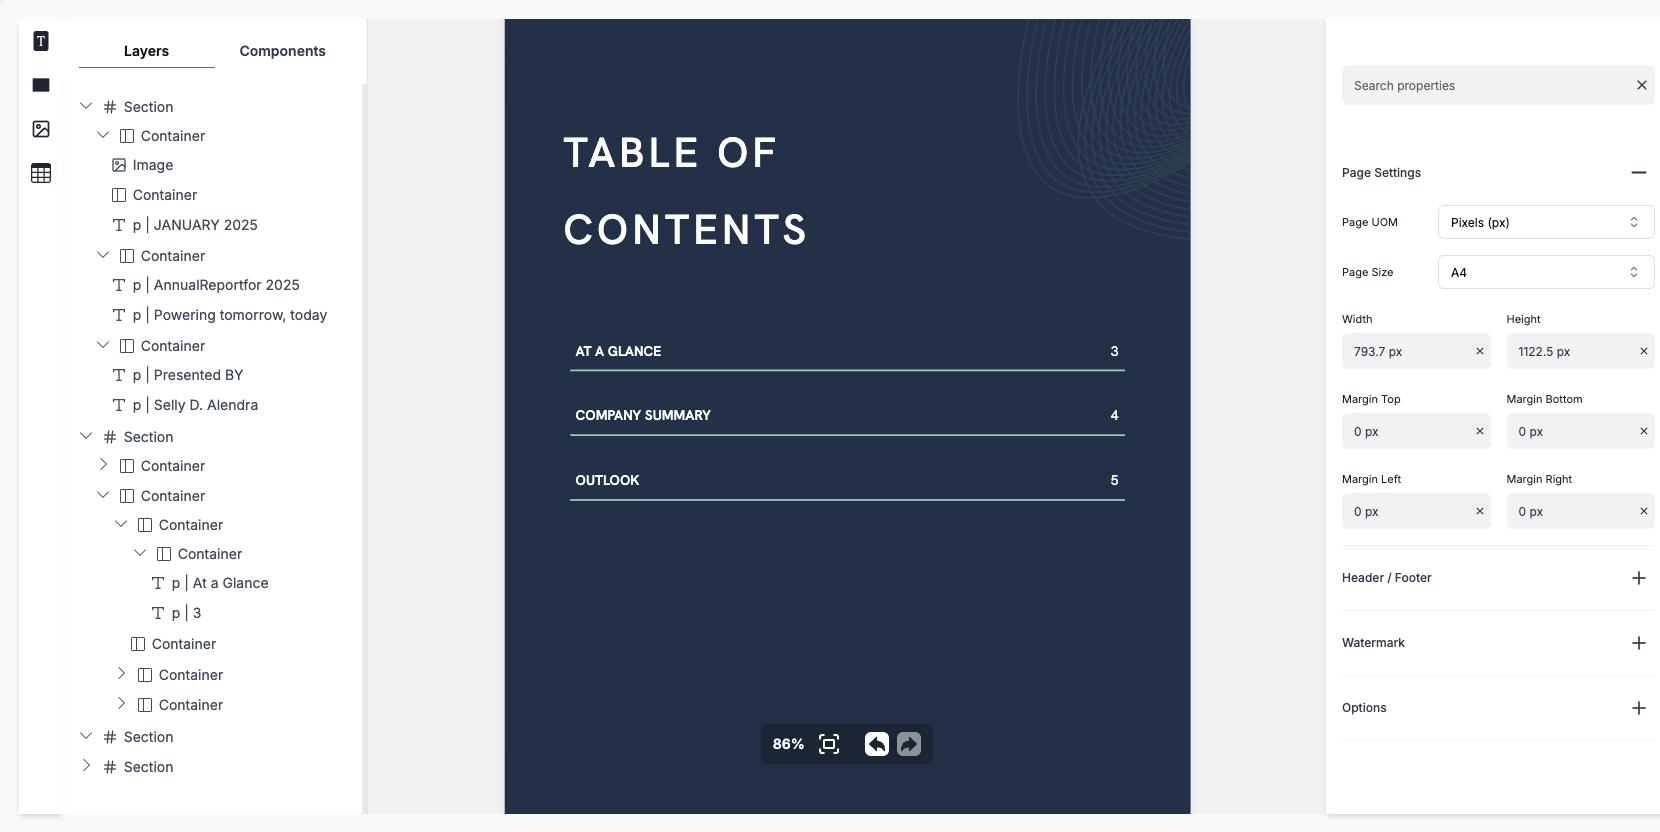 T
Layers
Components
Section
Container
Image
Container
p | JANUARY 2025
Container
p | AnnualReportfor 2025
p | Powering tomorrow, today
Container
p | Presented BY
p | Selly D. Alendra
Section
Container
Container
Container
Container
p | At a Glance
p | 3
Container
Container
Container
Section
Section
TABLE OF
CONTENTS
AT A GLANCE 3
COMPANY SUMMARY 4
OUTLOOK 5
86%
Search properties
Page Settings
Page UOM Pixels (px)
Page Size A4
Width Height
793.7 px 1122.5 px
Margin Top Margin Bottom
0 px 0 px
Margin Left Margin Right
0 px 0 px
Header / Footer
Watermark
Options